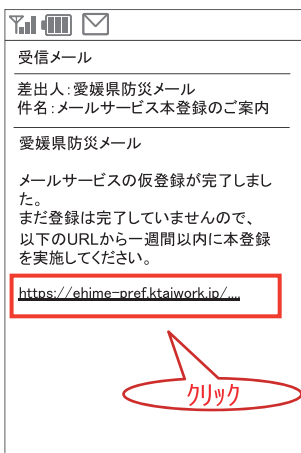 受信メール
差出人:愛媛県防災メール
件名:メールサービス本登録のご案内
愛媛県防災メール
メールサービスの仮登録が完了しまし
た。
まだ登録は完了していませんので、
以下のURLから一週間以内に本登録
を実施してください。
https://ehime-pref.ktaiwork.jp/....
クリック